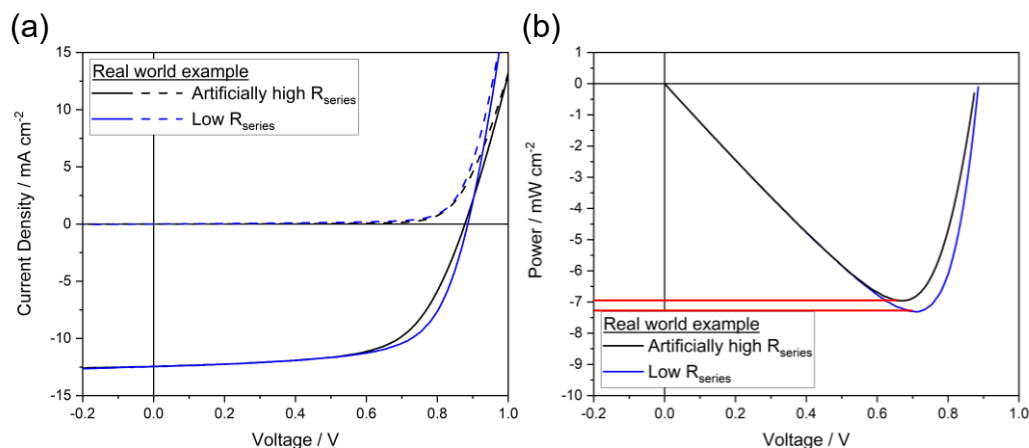 (a)
(b)
15
10
5
0
-5
-10
-15
Current Density / mA cm-2
Real world example
Artificially high Rseries
Low Rseries
-0.2
0.0
0.2
0.4
0.6
0.8
1.0
Voltage / V
1
0
-1
-2
-3
-4
-5
-6
-7
-8
-9
-10
Power / mW cm-2
Real world example
Artificially high Rseries
Low Rseries
-0.2
0.0
0.2
0.4
0.6
0.8
1.0
Voltage / V